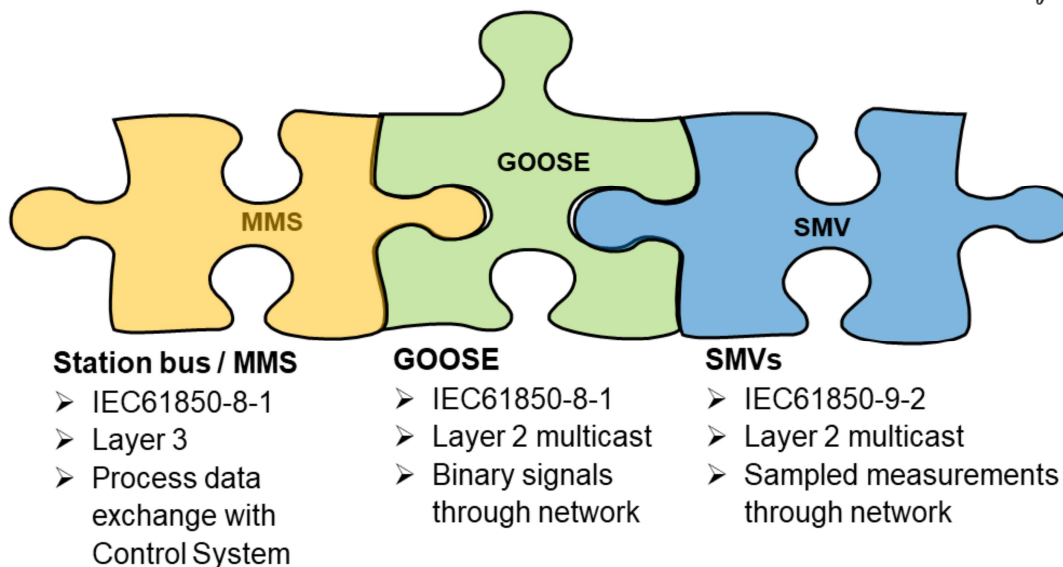 GOOSE
MMS
SMV
Station bus / MMS
➢ IEC61850-8-1
➢ Layer 3
➢ Process data
exchange with
Control System
GOOSE
➢ IEC61850-8-1
➢ Layer 2 multicast
➢ Binary signals
through network
SMVs
➢ IEC61850-9-2
➢ Layer 2 multicast
➢ Sampled measurements
through network